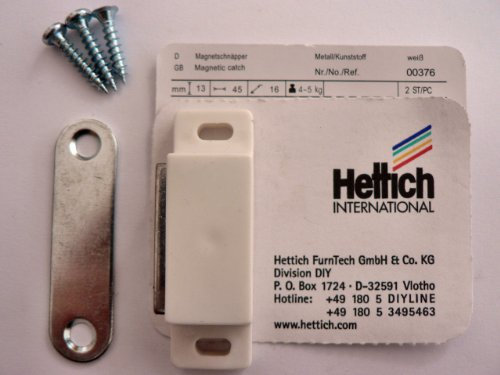 D Magnetschnäpper Metall/Kunststoff weiß
GB Magnetic catch Nr./No./Ref. 00376
mm 13 45 16 4–5 kg 2 ST/PC
Hettich
INTERNATIONAL
Hettich FurnTech GmbH & Co. KG
Division DIY
P. O. Box 1724 · D-32591 Vlotho
Hotline: +49 180 5 DIYLINE
+49 180 5 3495463
www.hettich.com